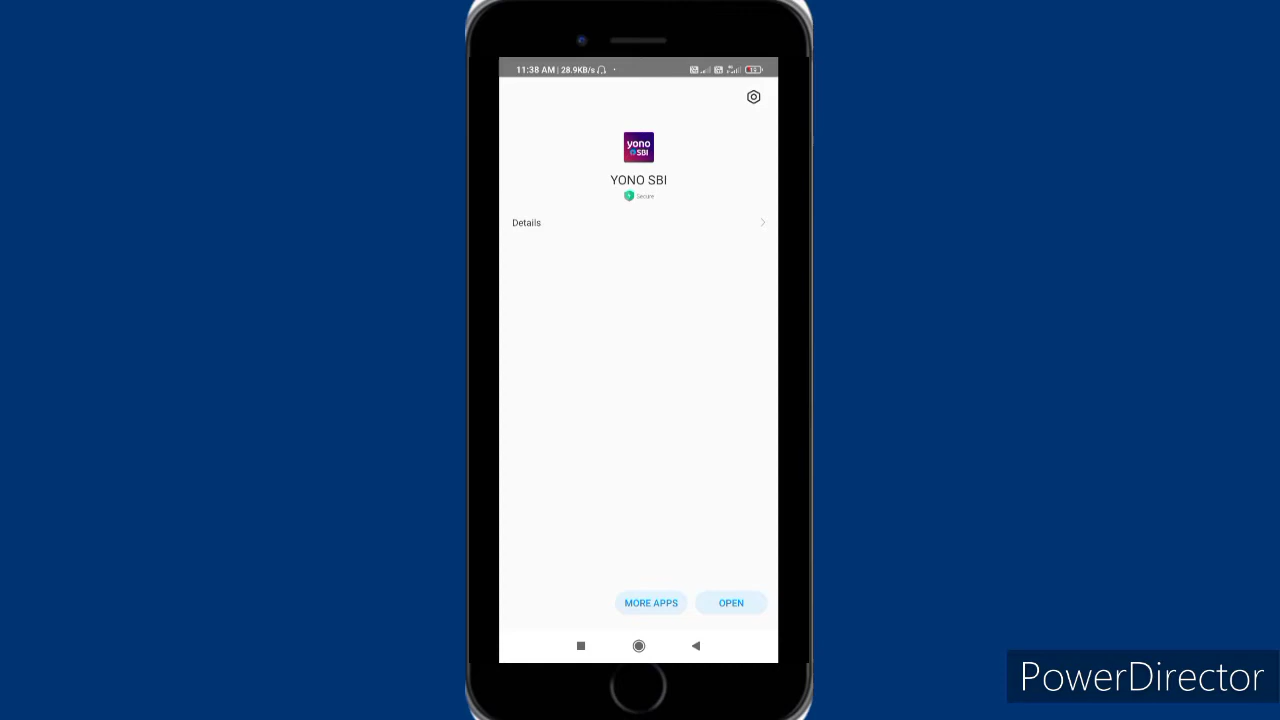 11:38 AM | 28.9KB/s
yono
SBI
YONO SBI
Secure
Details
MORE APPS
OPEN
PowerDirector